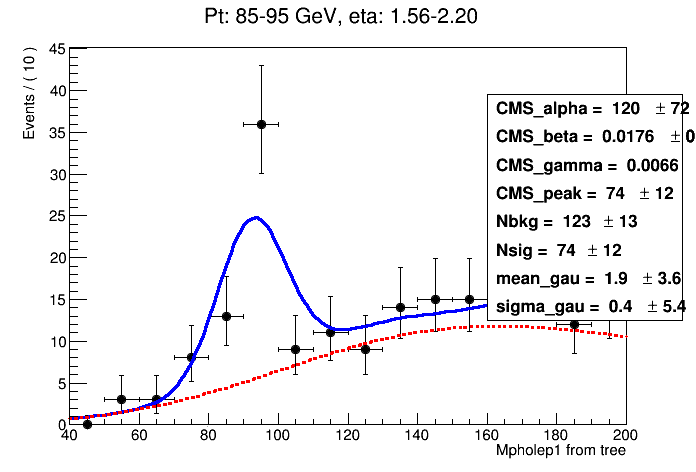 Pt: 85-95 GeV, eta: 1.56-2.20
Events / ( 10 )
45
40
35
30
25
20
15
10
5
0
CMS_alpha = 120 ± 72
CMS_beta = 0.0176 ± 0
CMS_gamma = 0.0066
CMS_peak = 74 ± 12
Nbkg = 123 ± 13
Nsig = 74 ± 12
mean_gau = 1.9 ± 3.6
sigma_gau = 0.4 ± 5.4
40 60 80 100 120 140 160 180 200
Mpholep1 from tree